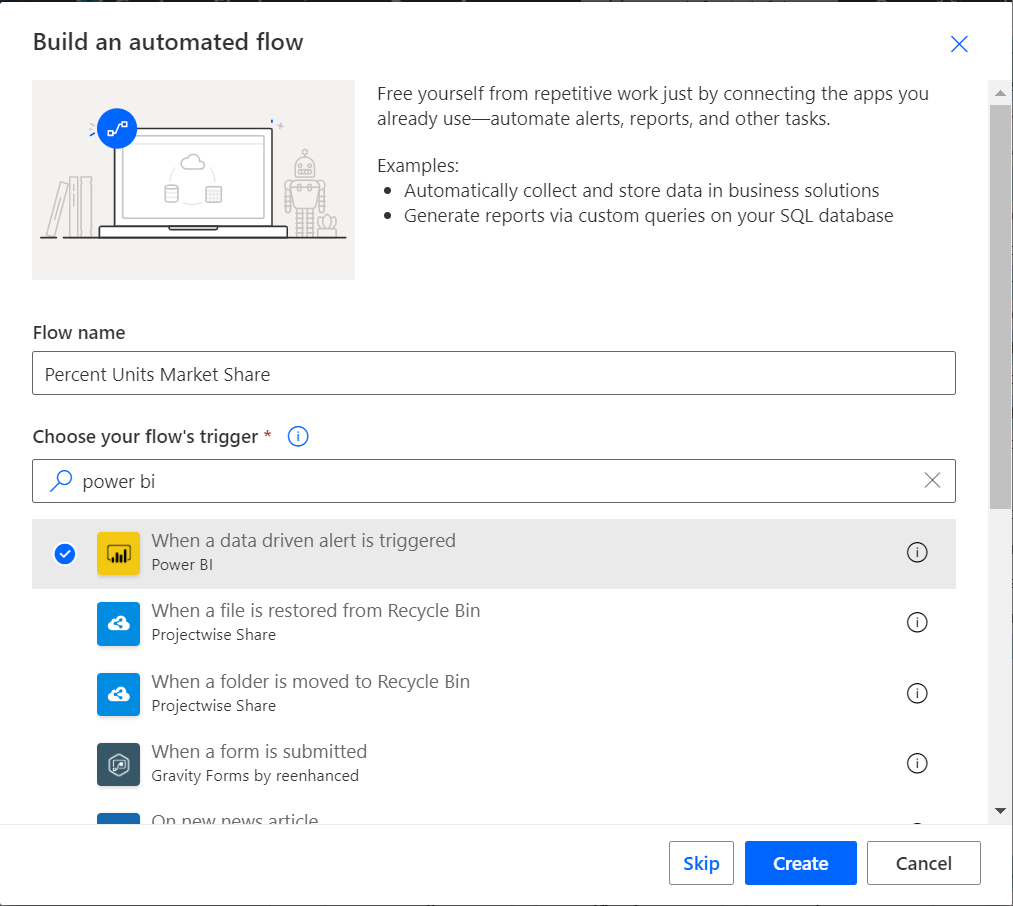 Build an automated flow
Free yourself from repetitive work just by connecting the apps you
already use—automate alerts, reports, and other tasks.
Examples:
Automatically collect and store data in business solutions
Generate reports via custom queries on your SQL database
Flow name
Percent Units Market Share
Choose your flow's trigger *
power bi
When a data driven alert is triggered
Power BI
When a file is restored from Recycle Bin
Projectwise Share
When a folder is moved to Recycle Bin
Projectwise Share
When a form is submitted
Gravity Forms by reenhanced
On new news article
Skip
Create
Cancel